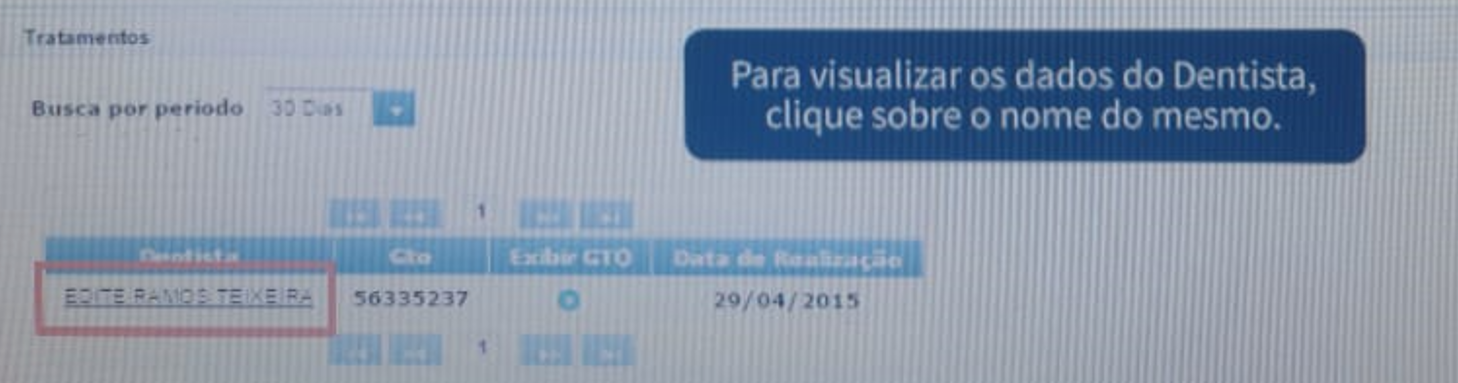 Tratamentos
Para visualizar os dados do Dentista,
clique sobre o nome do mesmo.
Busca por período 30 Dias
1
Dentista Gto Exibir GTO Data de Realização
EDITE RAMOS TEIXEIRA 56335237 29/04/2015
1